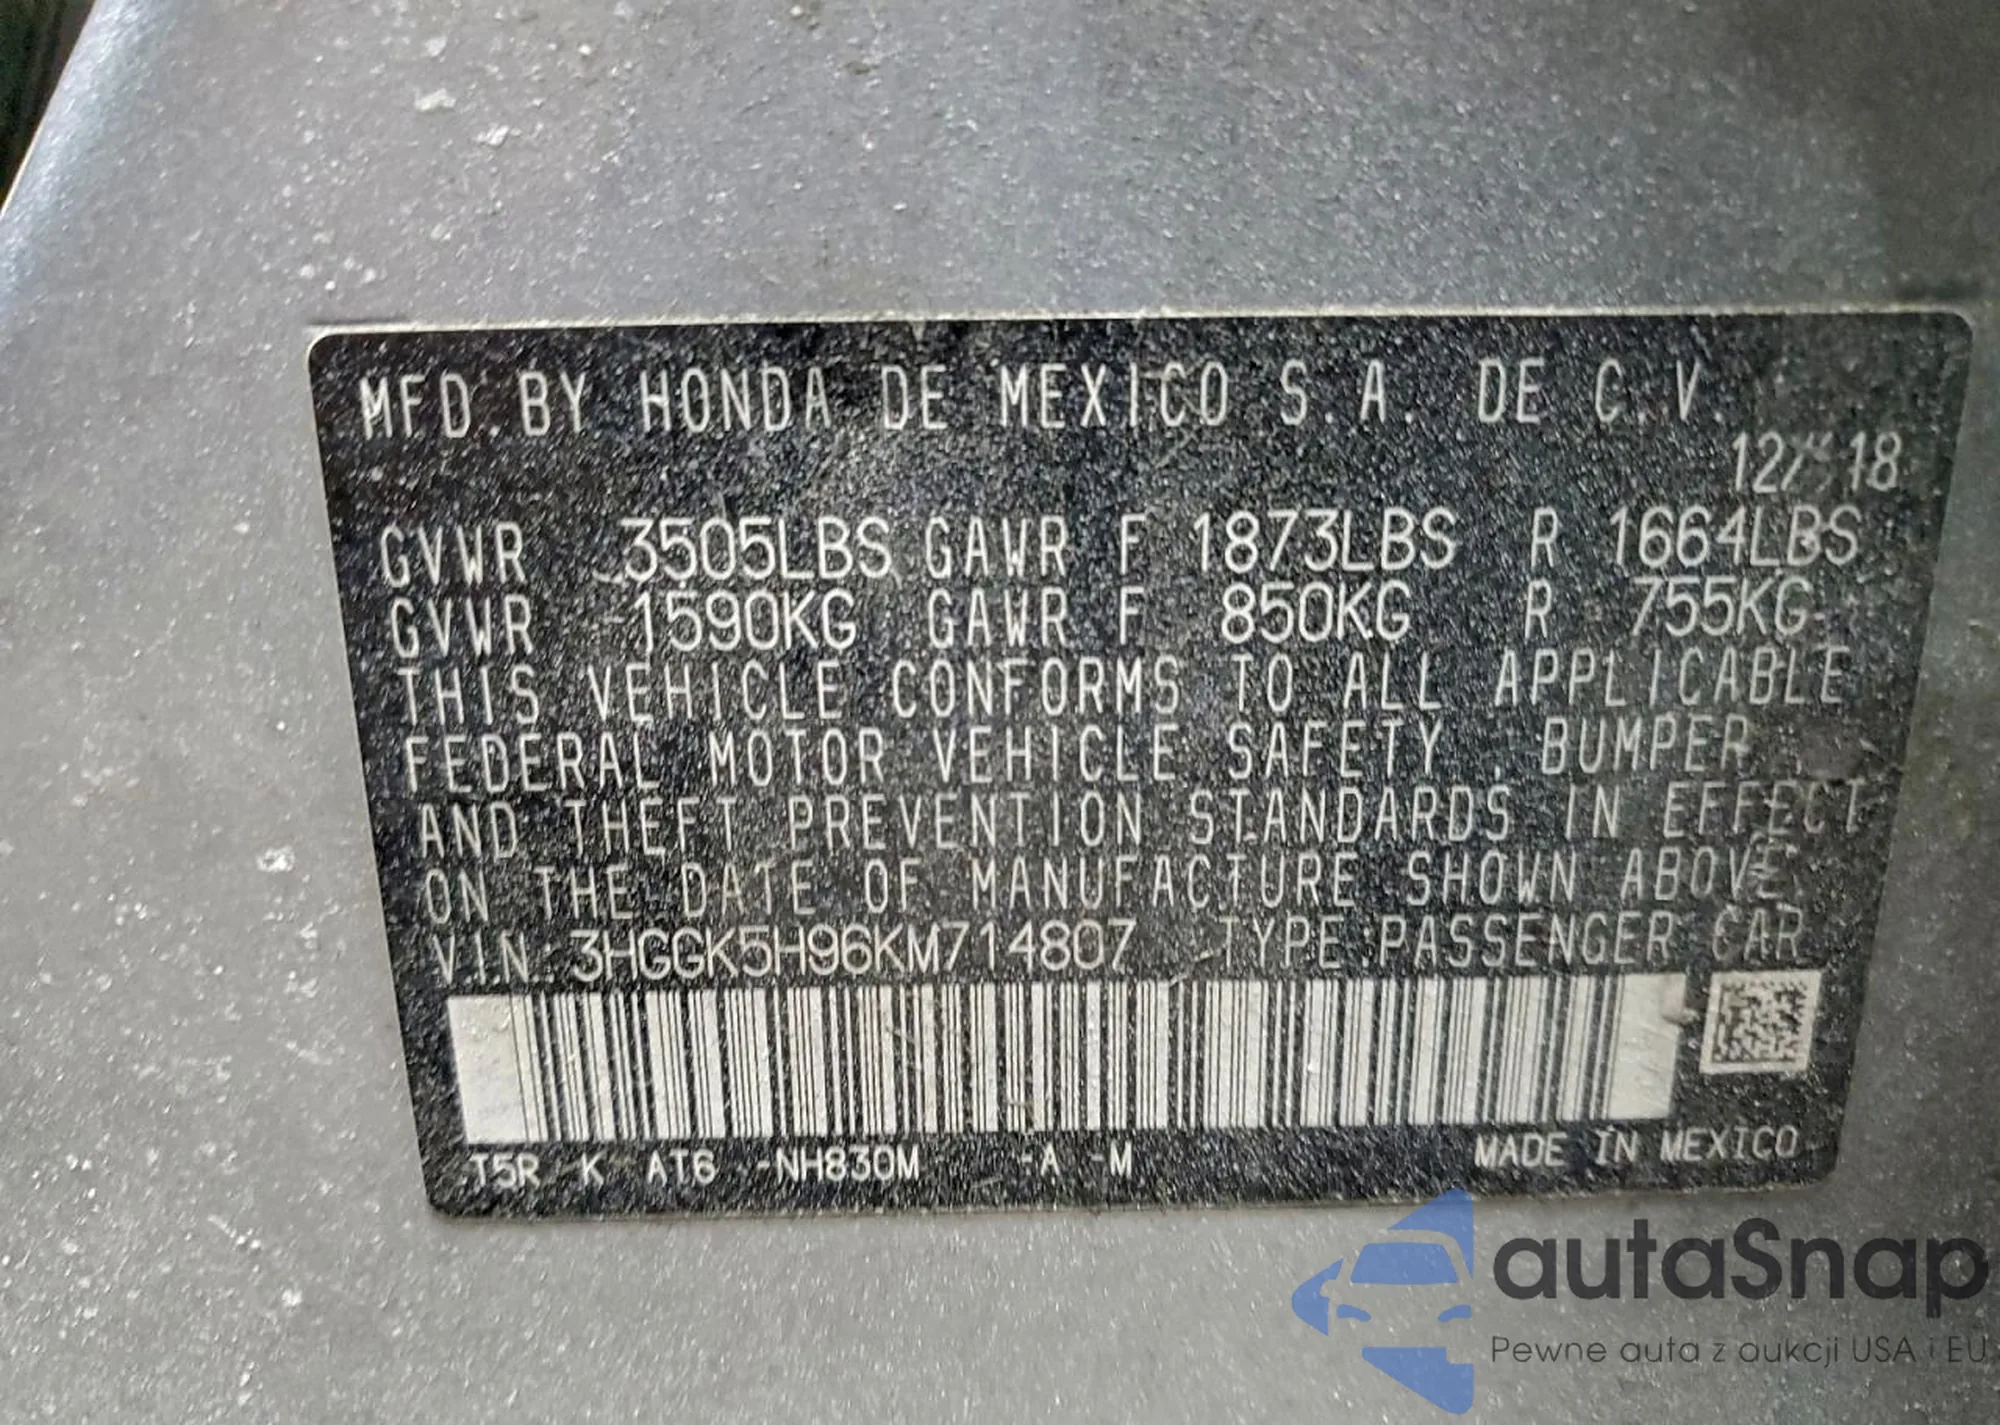 MFD.BY HONDA DE MEXICO S.A. DE C.V.
12/18
GVWR 3505LBS GAWR F 1873LBS R 1664LBS
GVWR 1590KG GAWR F 850KG R 755KG
THIS VEHICLE CONFORMS TO ALL APPLICABLE
FEDERAL MOTOR VEHICLE SAFETY, BUMPER
AND THEFT PREVENTION STANDARDS IN EFFECT
ON THE DATE OF MANUFACTURE SHOWN ABOVE.
VIN: 3HGGK5H96KM714807 TYPE:PASSENGER CAR
T5R K AT6 -NH830M -A -M MADE IN MEXICO
autaSnap
Pewne auta z aukcji USA i EU